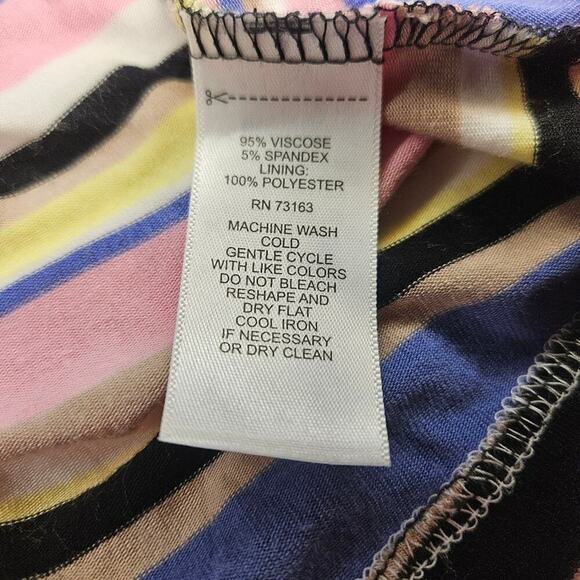 95% VISCOSE
5% SPANDEX
LINING:
100% POLYESTER
RN 73163
MACHINE WASH
COLD
GENTLE CYCLE
WITH LIKE COLORS
DO NOT BLEACH
RESHAPE AND
DRY FLAT
COOL IRON
IF NECESSARY
OR DRY CLEAN